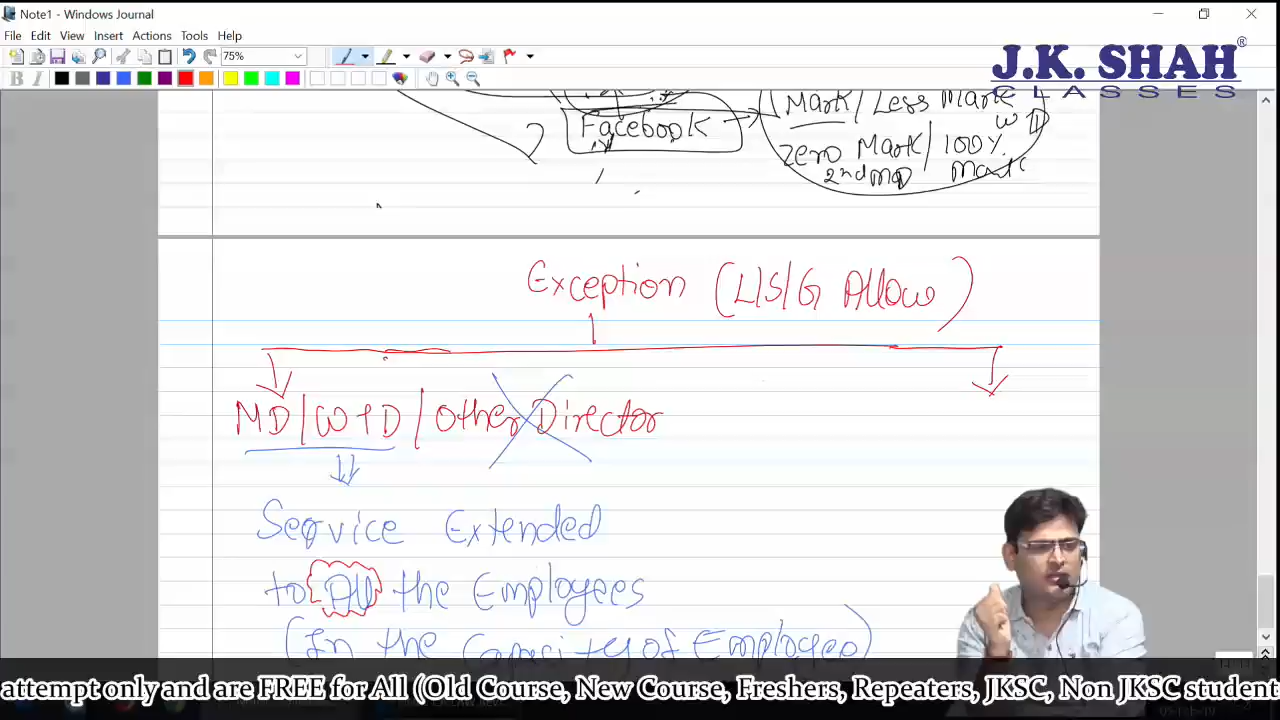 Note1 - Windows Journal
File Edit View Insert Actions Tools Help
75%
B I
J.K. SHAH®
CLASSES
Mark / Less Mark
Facebook
Zero Mark / 100%
2nd Mark
Exception (L/S/G Allow)
MD / WTD / Other Director
Service Extended
to All the Employees
(In the Capacity of Employee)
attempt only and are FREE for All (Old Course, New Course, Freshers, Repeaters, JKSC, Non JKSC student